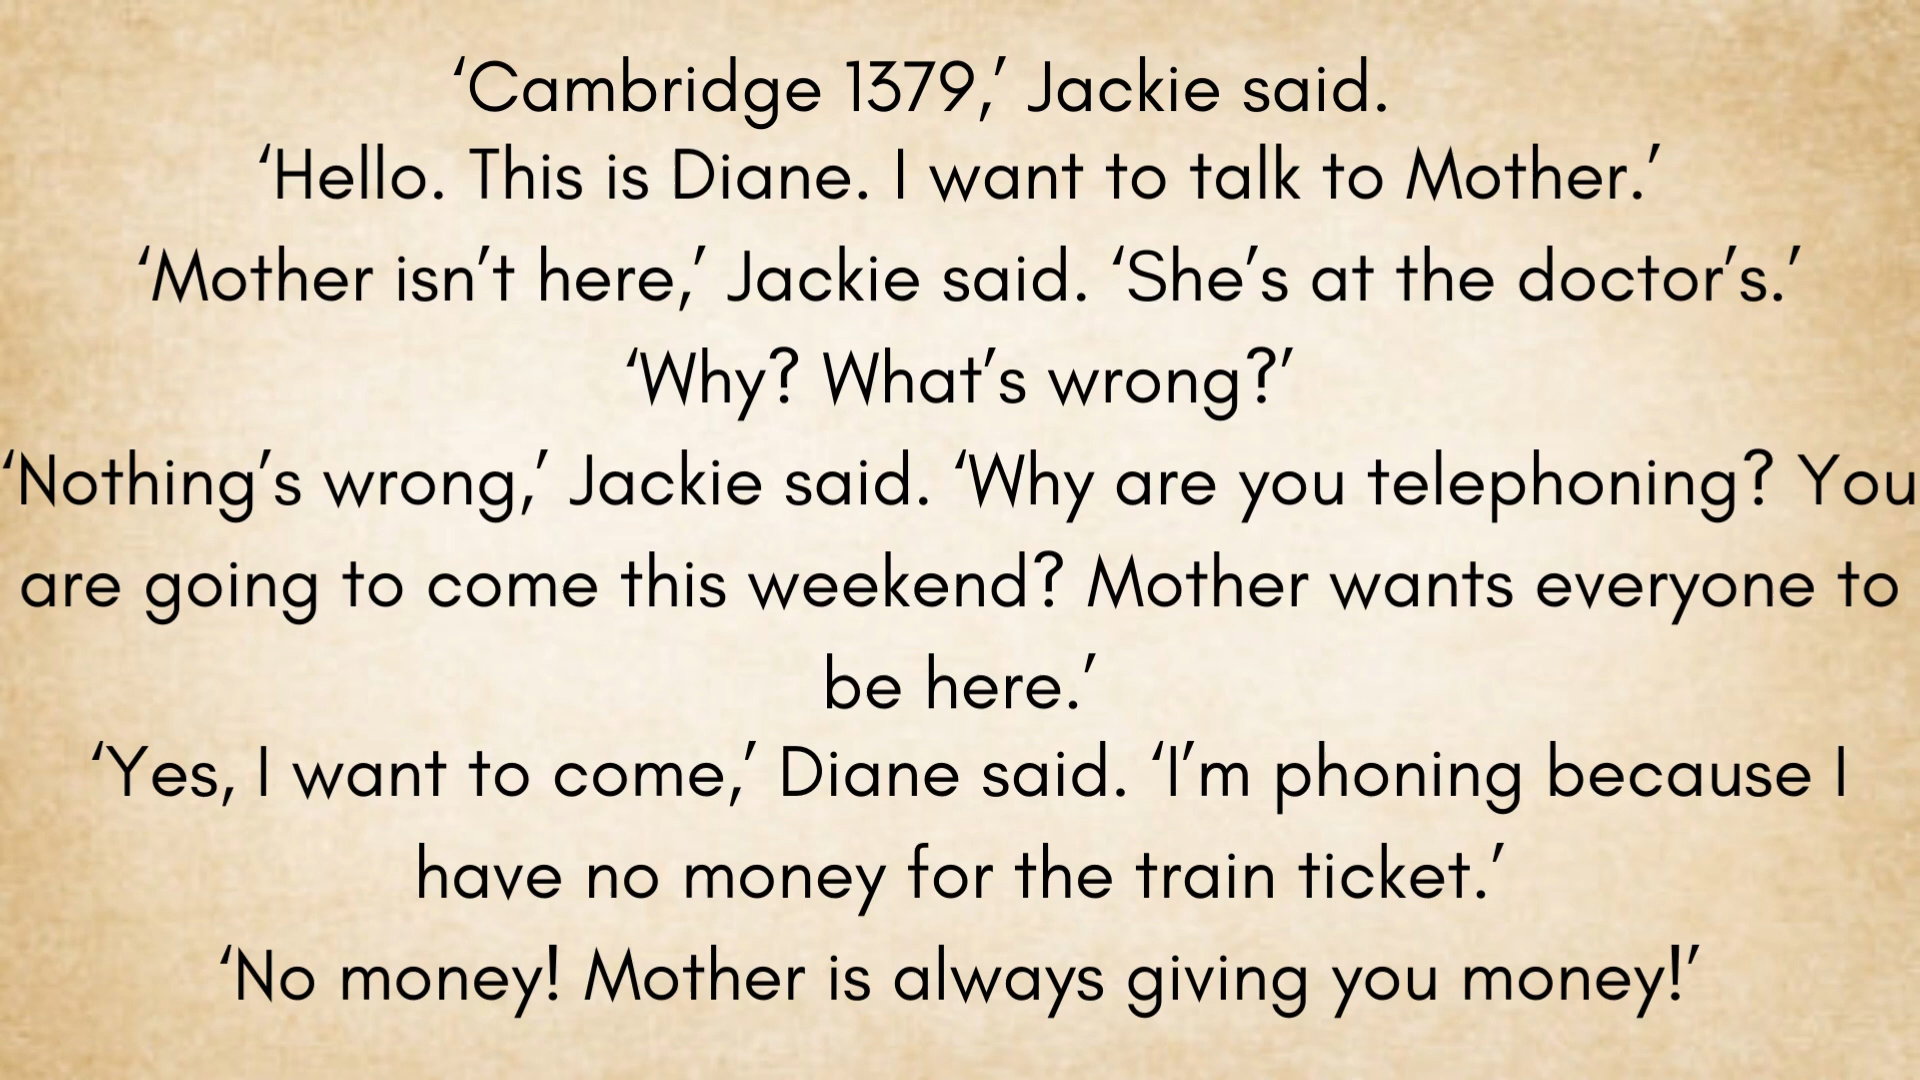 ‘Cambridge 1379,’ Jackie said.
‘Hello. This is Diane. I want to talk to Mother.’
‘Mother isn’t here,’ Jackie said. ‘She’s at the doctor’s.’
‘Why? What’s wrong?’
‘Nothing’s wrong,’ Jackie said. ‘Why are you telephoning? You
are going to come this weekend? Mother wants everyone to
be here.’
‘Yes, I want to come,’ Diane said. ‘I’m phoning because I
have no money for the train ticket.’
‘No money! Mother is always giving you money!’